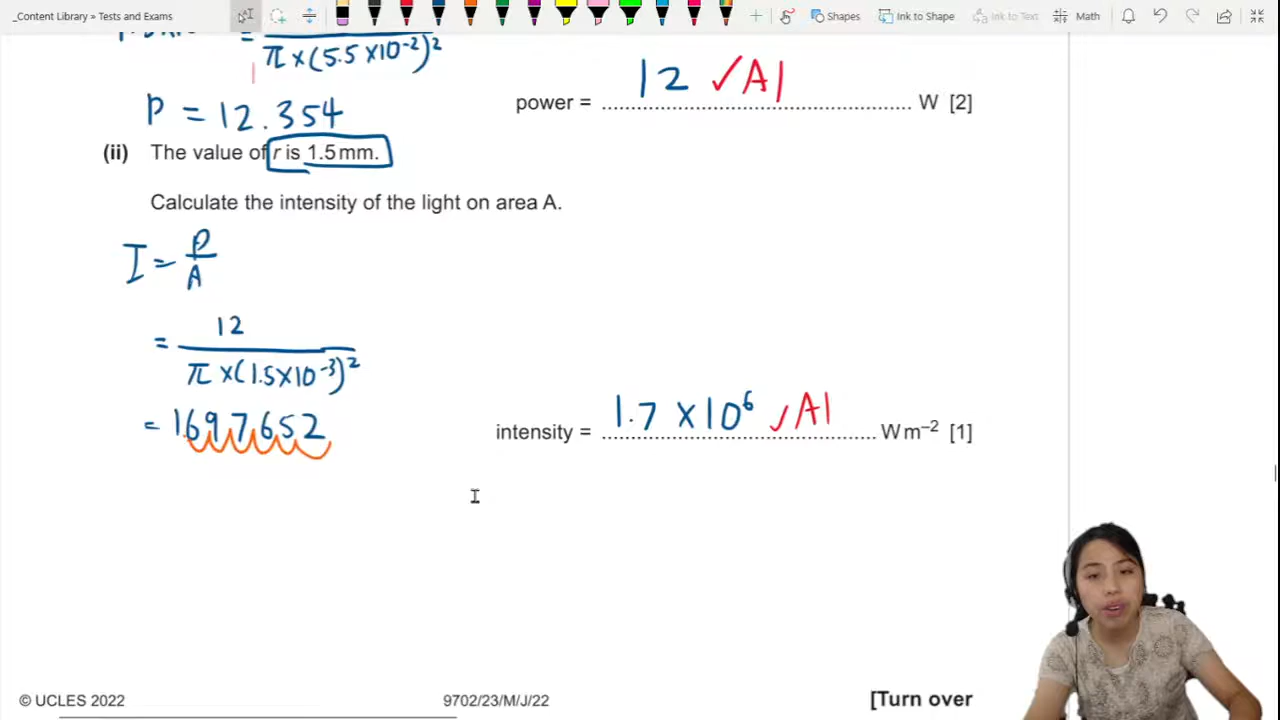 _Content Library » Tests and Exams
Shapes
Ink to Shape
Ink to Text
Math
=
π × (5.5 × 10⁻²)²
P = 12.354
12 ✓A1
power = ........ W [2]
(ii) The value of r is 1.5 mm.
Calculate the intensity of the light on area A.
I = P/A
= 12 / π × (1.5 × 10⁻³)²
= 1697652
1.7 × 10⁶ ✓A1
intensity = ........ W m⁻² [1]
© UCLES 2022
9702/23/M/J/22
[Turn over